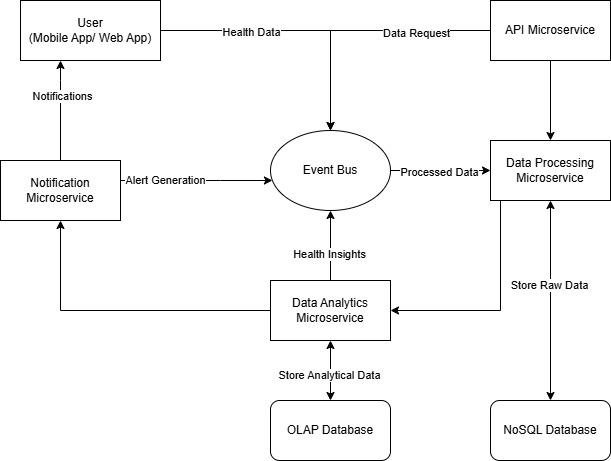 User
(Mobile App/ Web App)
Health Data
Data Request
API Microservice
Notifications
Notification
Microservice
Alert Generation
Event Bus
Processed Data
Data Processing
Microservice
Health Insights
Data Analytics
Microservice
Store Raw Data
Store Analytical Data
OLAP Database
NoSQL Database